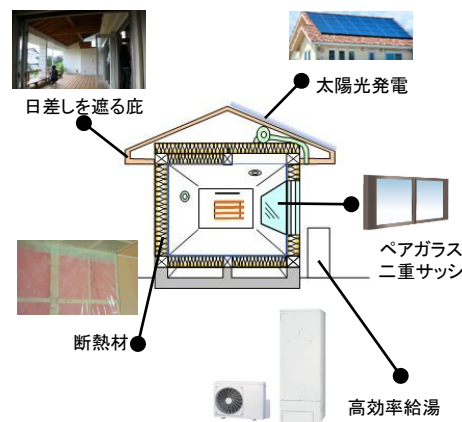 太陽光発電
日差しを遮る庇
ペアガラス
二重サッシ
断熱材
高効率給湯